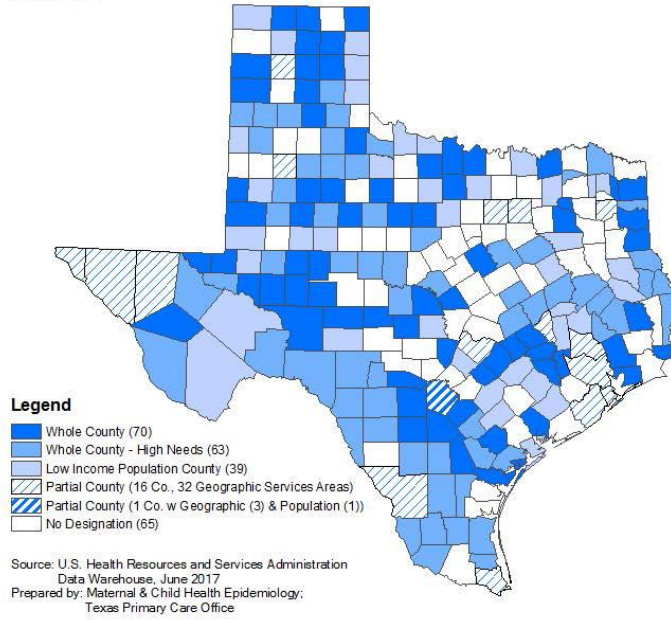 Legend
Whole County (70)
Whole County - High Needs (63)
Low Income Population County (39)
Partial County (16 Co., 32 Geographic Services Areas)
Partial County (1 Co. w Geographic (3) & Population (1))
No Designation (65)
Source: U.S. Health Resources and Services Administration
Data Warehouse, June 2017
Prepared by: Maternal & Child Health Epidemiology;
Texas Primary Care Office